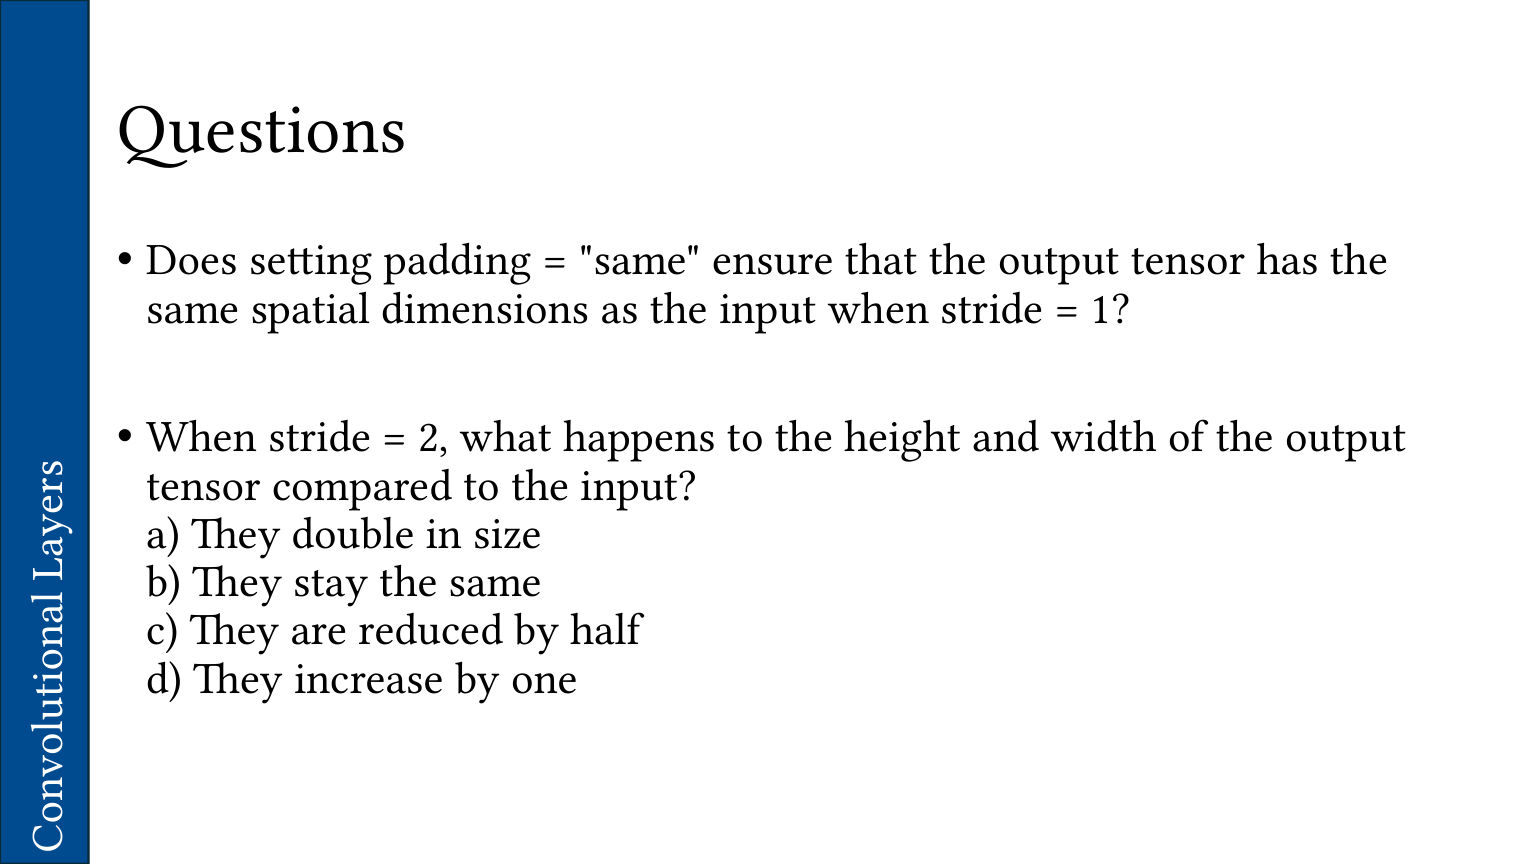 Questions
• Does setting padding = "same" ensure that the output tensor has the
same spatial dimensions as the input when stride = 1?
• When stride = 2, what happens to the height and width of the output
tensor compared to the input?
a) They double in size
b) They stay the same
c) They are reduced by half
d) They increase by one
Convolutional Layers